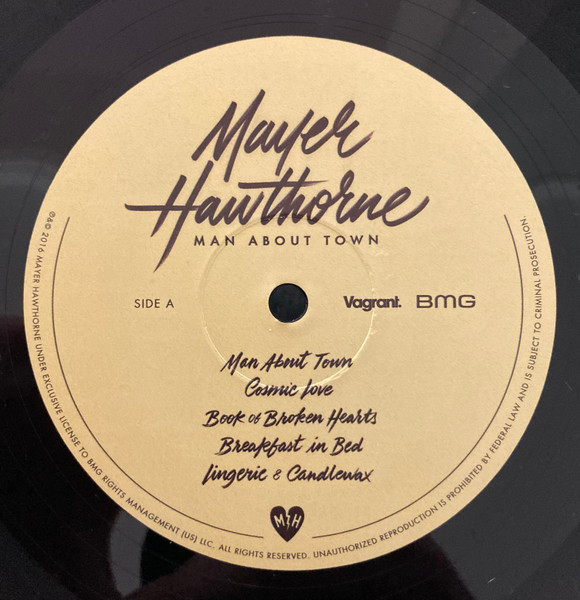 Mayer
Hawthorne
MAN ABOUT TOWN
SIDE A
Vagrant. BMG
Man About Town
Cosmic Love
Book of Broken Hearts
Breakfast in Bed
Lingerie & Candlewax
M H
℗&© 2016 MAYER HAWTHORNE UNDER EXCLUSIVE LICENSE TO BMG RIGHTS MANAGEMENT (US) LLC. ALL RIGHTS RESERVED. UNAUTHORIZED REPRODUCTION IS PROHIBITED BY FEDERAL LAW AND IS SUBJECT TO CRIMINAL PROSECUTION.